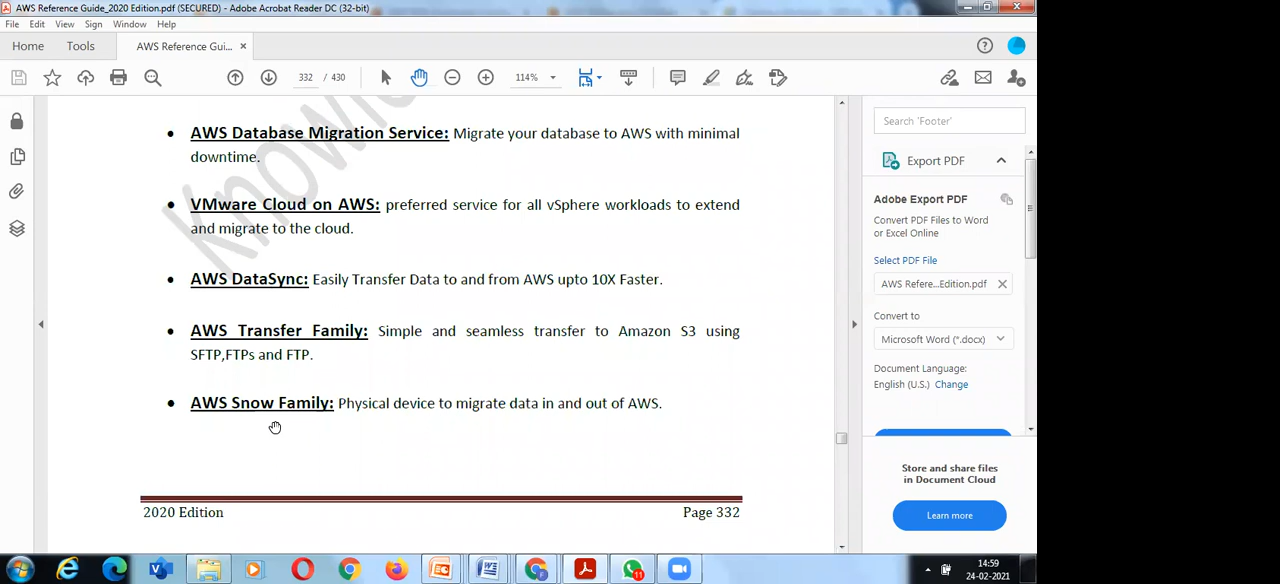 AWS Reference Guide_2020 Edition.pdf (SECURED) - Adobe Acrobat Reader DC (32-bit)
File Edit View Sign Window Help
Home Tools AWS Reference Gui... ×
332 / 430 114%
Knowle
• AWS Database Migration Service: Migrate your database to AWS with minimal
downtime.
• VMware Cloud on AWS: preferred service for all vSphere workloads to extend
and migrate to the cloud.
• AWS DataSync: Easily Transfer Data to and from AWS upto 10X Faster.
• AWS Transfer Family: Simple and seamless transfer to Amazon S3 using
SFTP,FTPs and FTP.
• AWS Snow Family: Physical device to migrate data in and out of AWS.
2020 Edition Page 332
Search 'Footer'
Export PDF
Adobe Export PDF
Convert PDF Files to Word
or Excel Online
Select PDF File
AWS Refere...Edition.pdf
Convert to
Microsoft Word (*.docx)
Document Language:
English (U.S.) Change
Store and share files
in Document Cloud
Learn more
11
14:59
24-02-2021